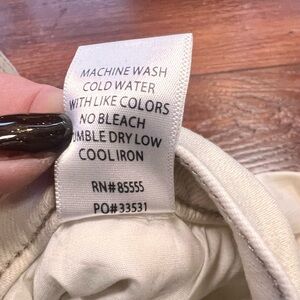 MACHINE WASH
COLD WATER
WITH LIKE COLORS
NO BLEACH
UMBLE DRY LOW
COOL IRON
RN#85555
PO#33531